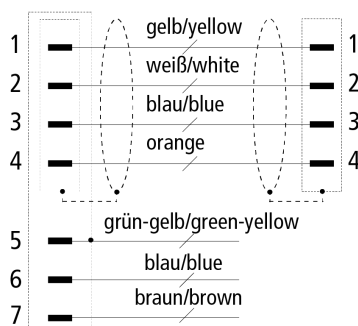 1 gelb/yellow 1
2 weiß/white 2
3 blau/blue 3
4 orange 4
5 grün-gelb/green-yellow
6 blau/blue
7 braun/brown